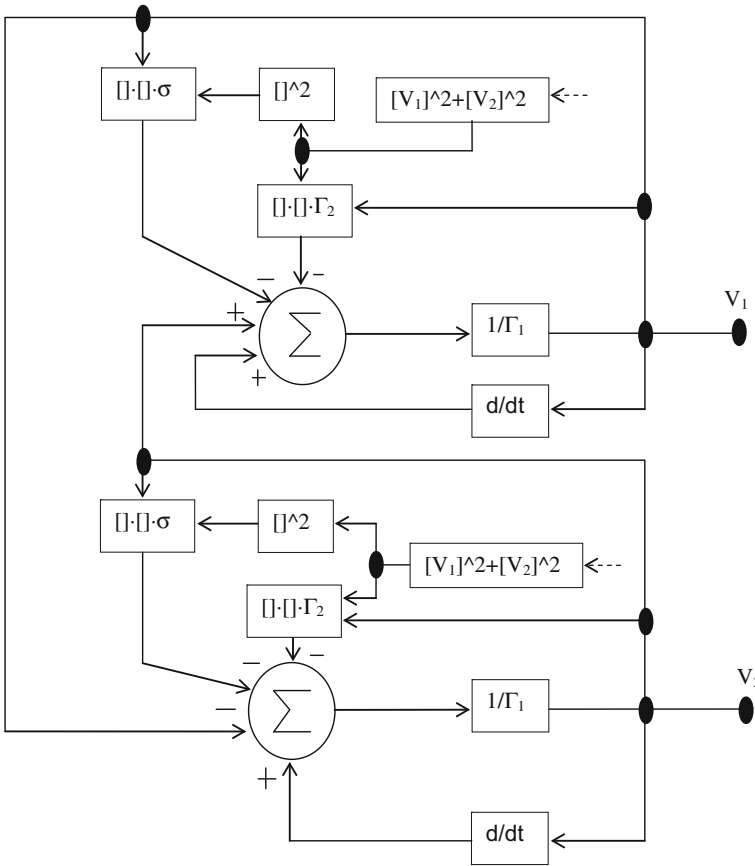 []·[]·σ
[]^2
[V₁]^2+[V₂]^2
[]·[]·Γ₂
− −
+
Σ
1/Γ₁
V₁
+
d/dt
[]·[]·σ
[]^2
[V₁]^2+[V₂]^2
[]·[]·Γ₂
− −
−
Σ
1/Γ₁
V₂
+
d/dt